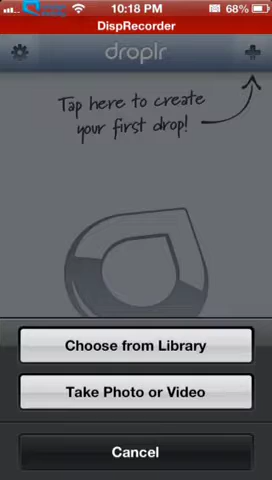 10:18 PM
68%
DispRecorder
droplr
Tap here to create
your first drop!
Choose from Library
Take Photo or Video
Cancel